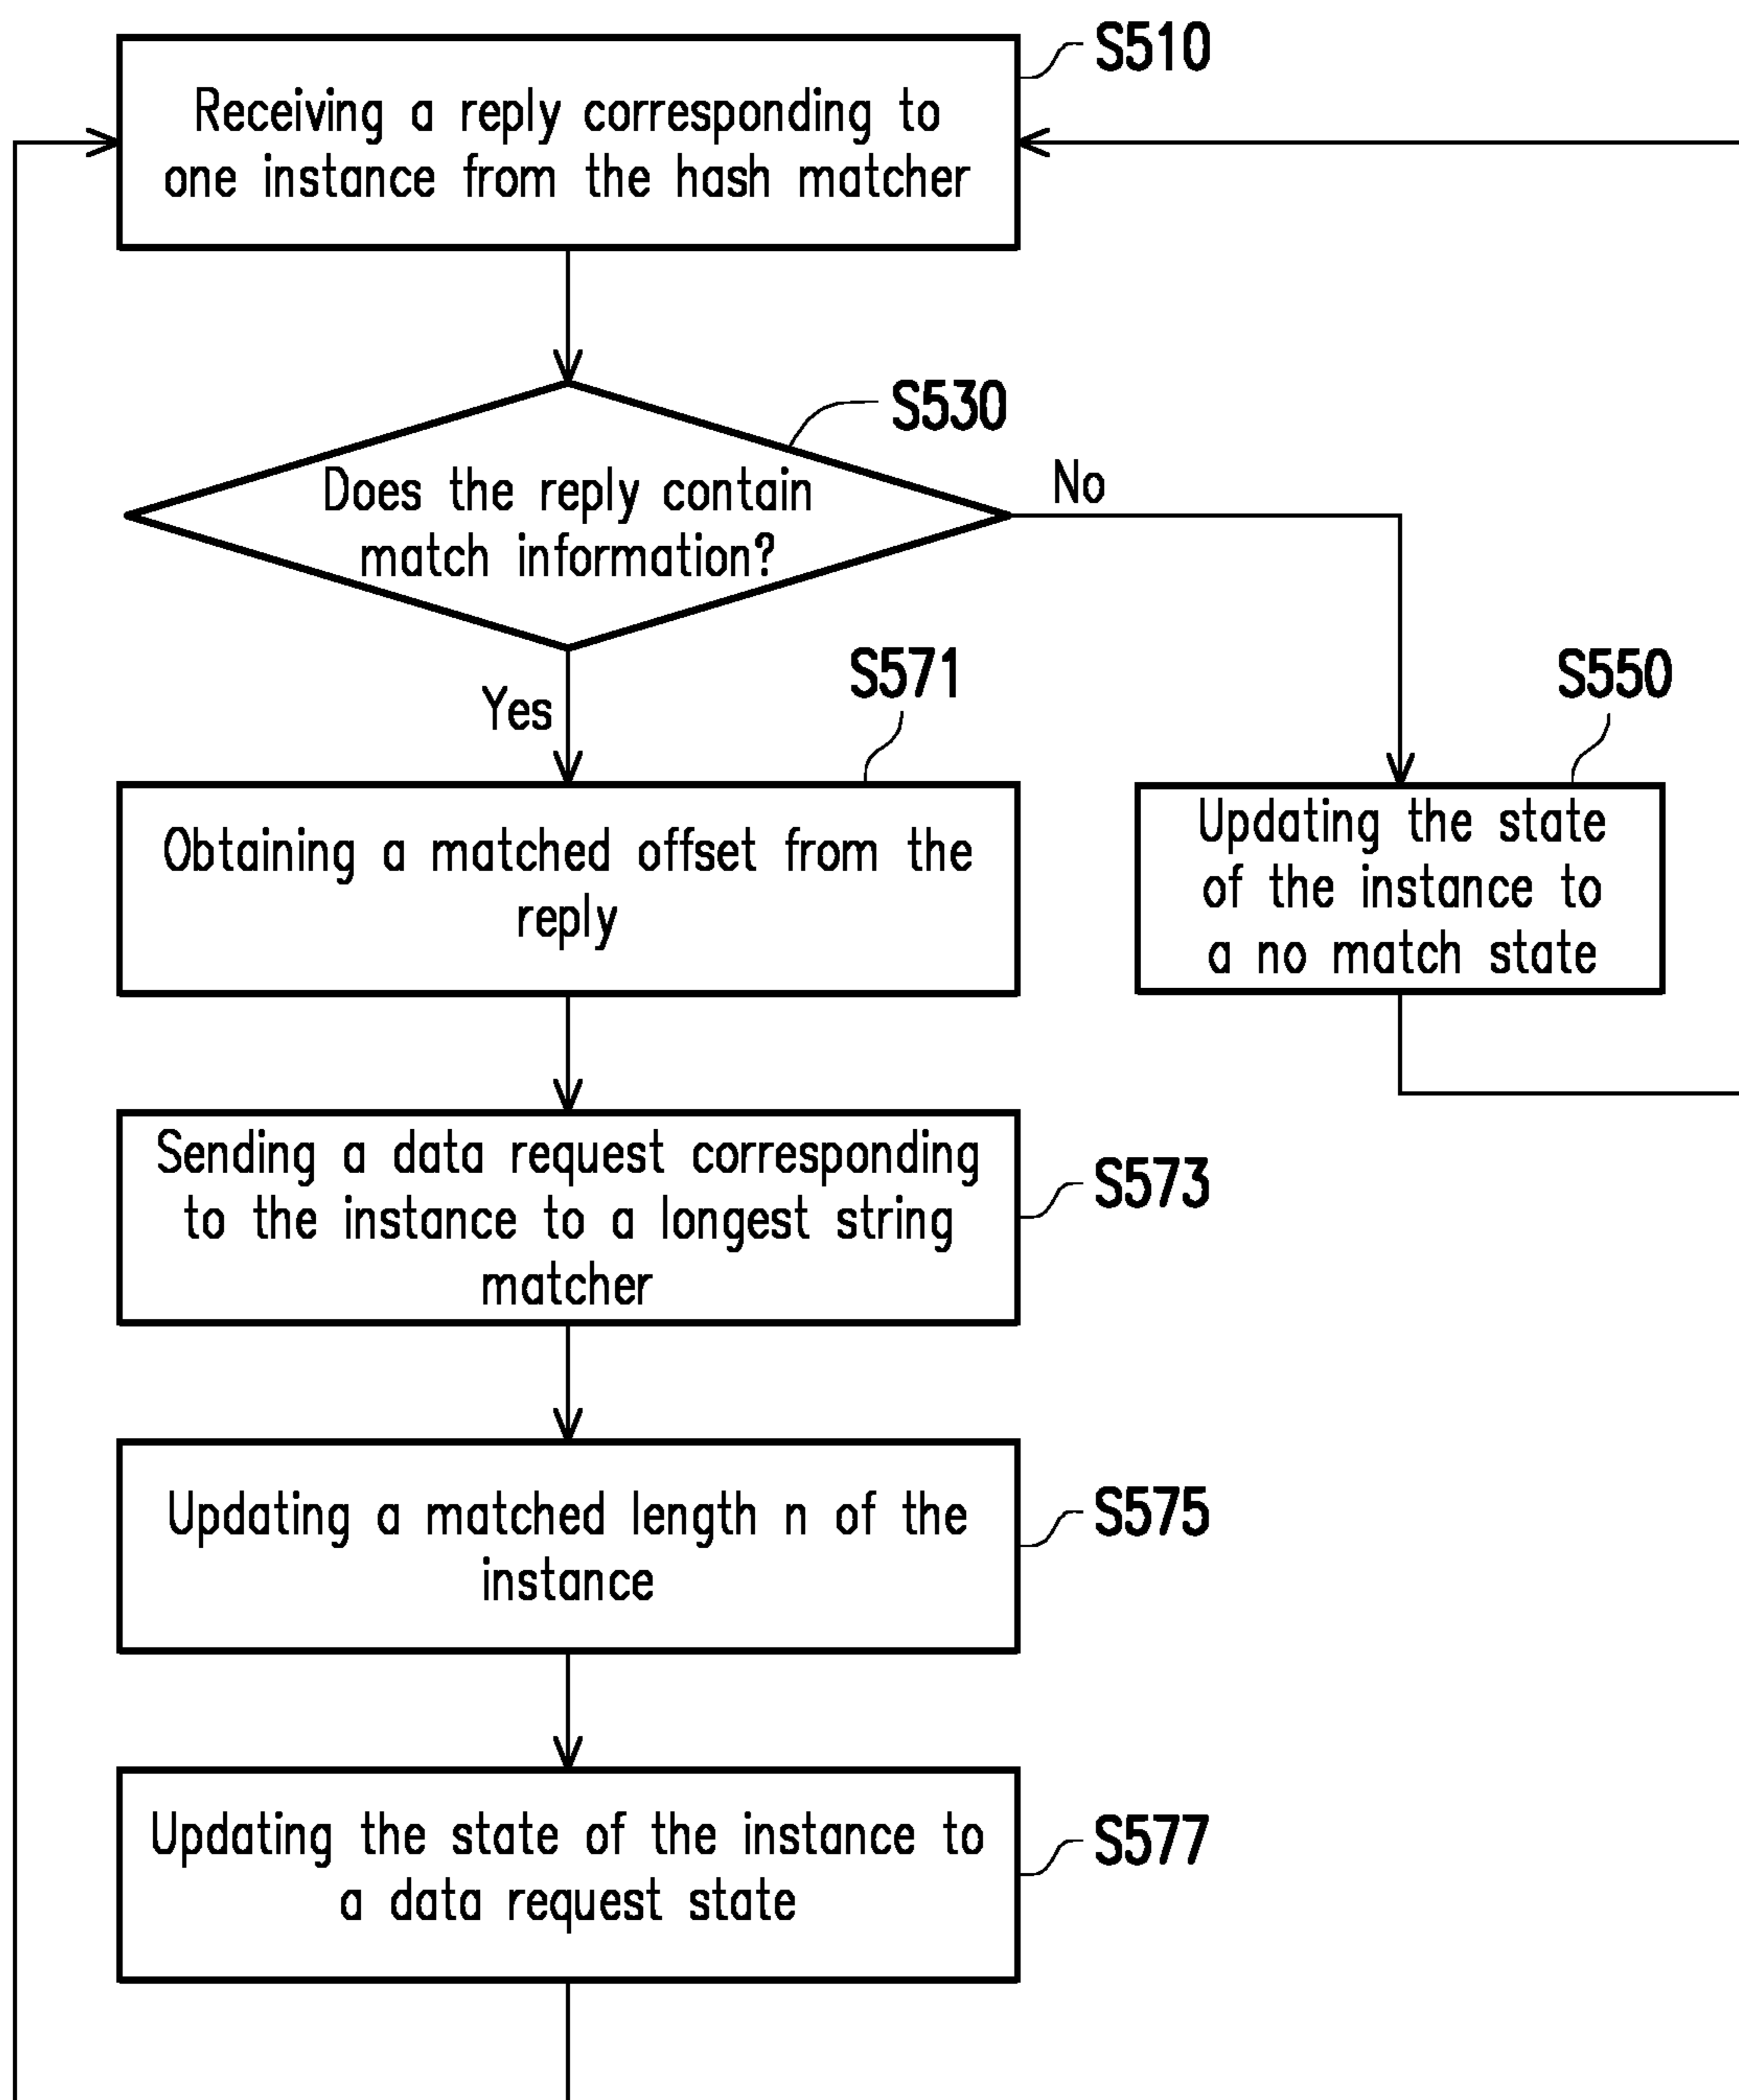 S510
Receiving a reply corresponding to
one instance from the hash matcher
S530
Does the reply contain
match information?
No
Yes
S571
Obtaining a matched offset from the
reply
S550
Updating the state
of the instance to
a no match state
Sending a data request corresponding
to the instance to a longest string
matcher
S573
Updating a matched length n of the
instance
S575
Updating the state of the instance to
a data request state
S577